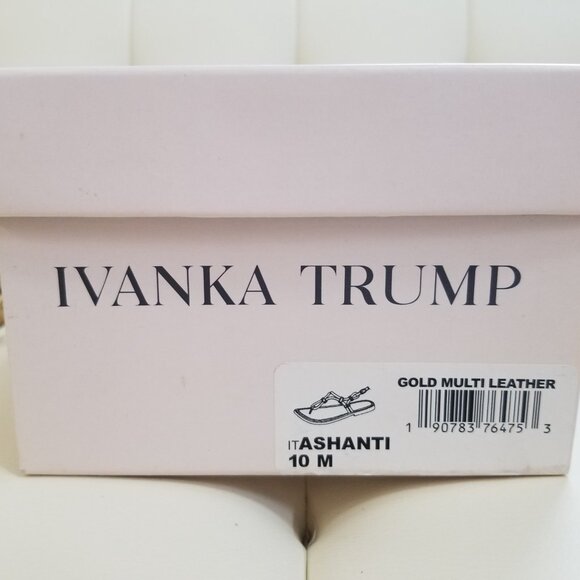 IVANKA TRUMP
GOLD MULTI LEATHER
1 90783 76475 3
ITASHANTI
10 M